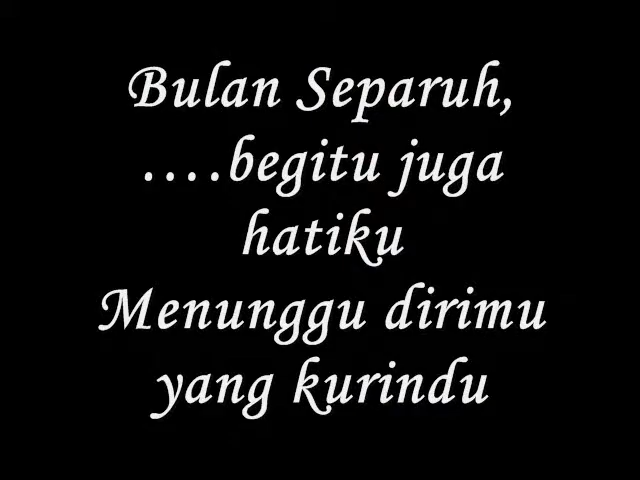 Bulan Separuh,
....begitu juga
hatiku
Menunggu dirimu
yang kurindu